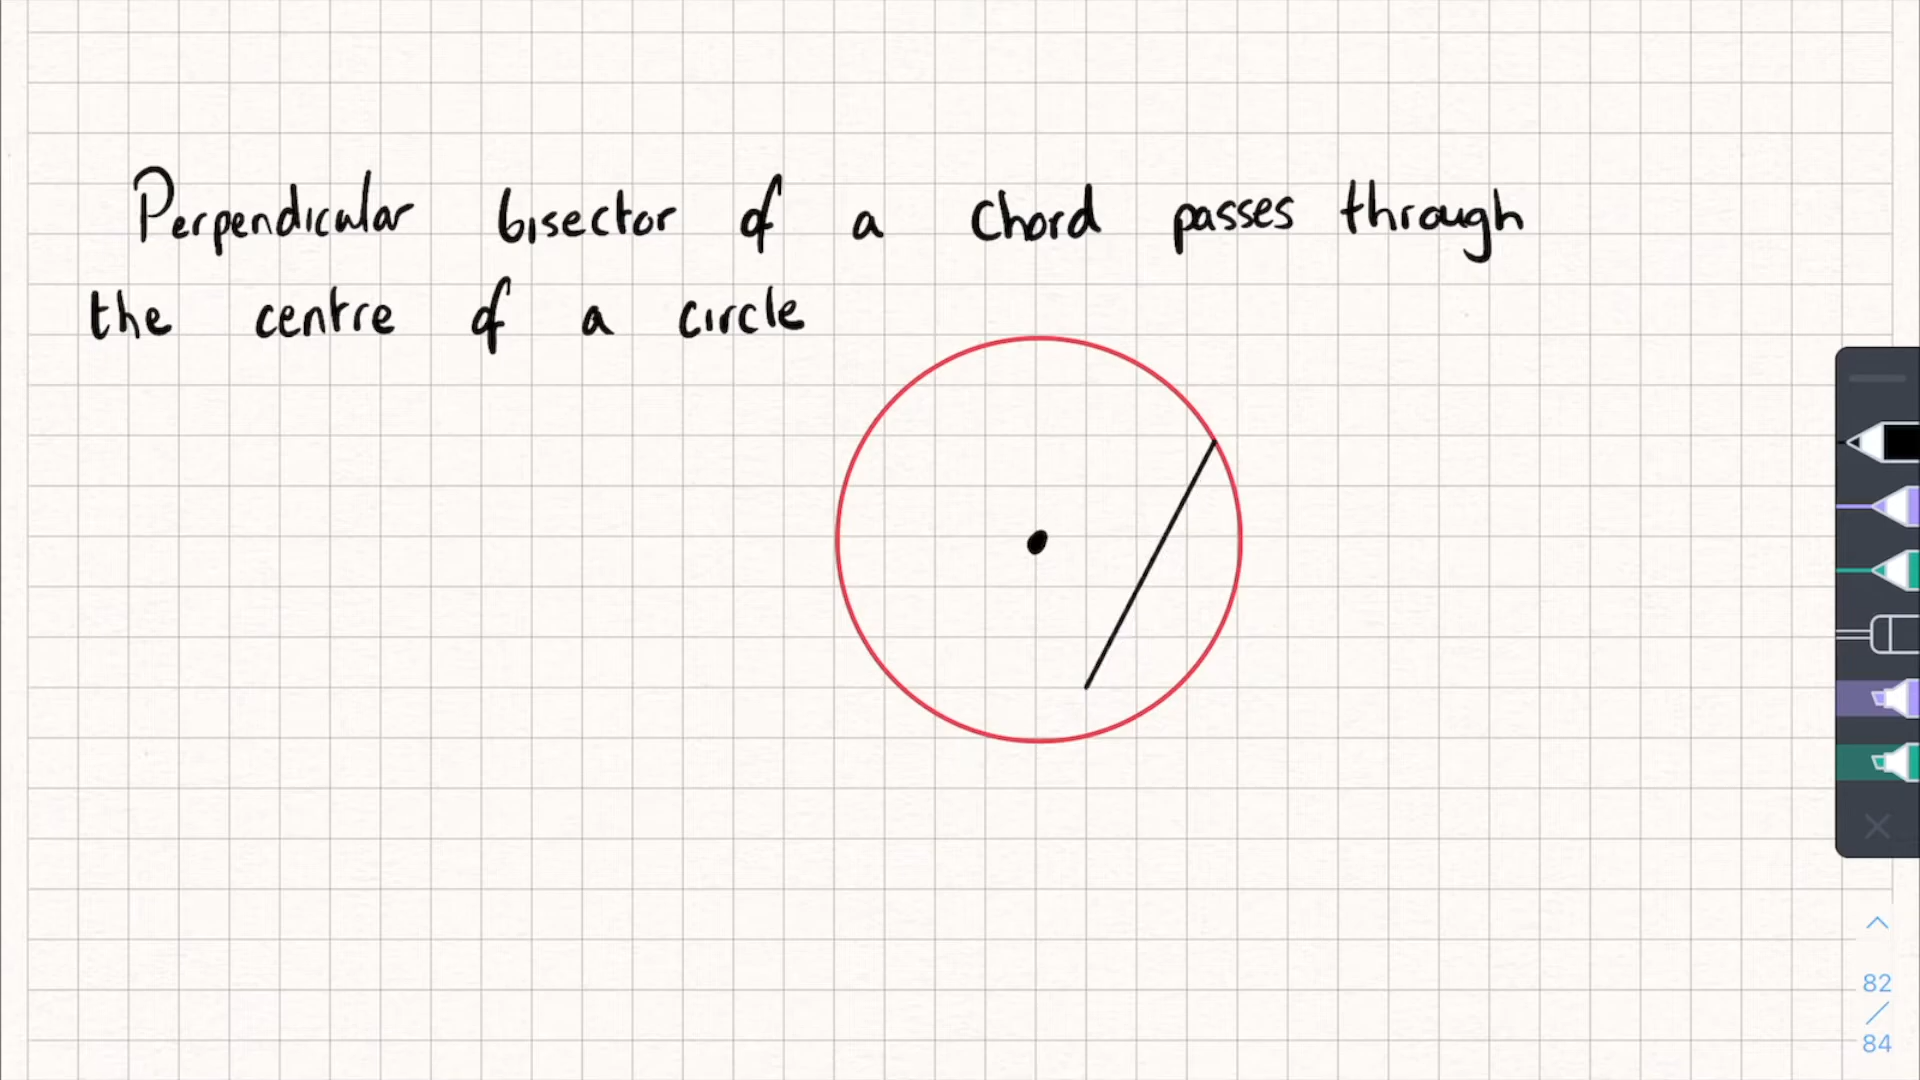 Perpendicular bisector of a chord passes through
the centre of a circle
82
/
84